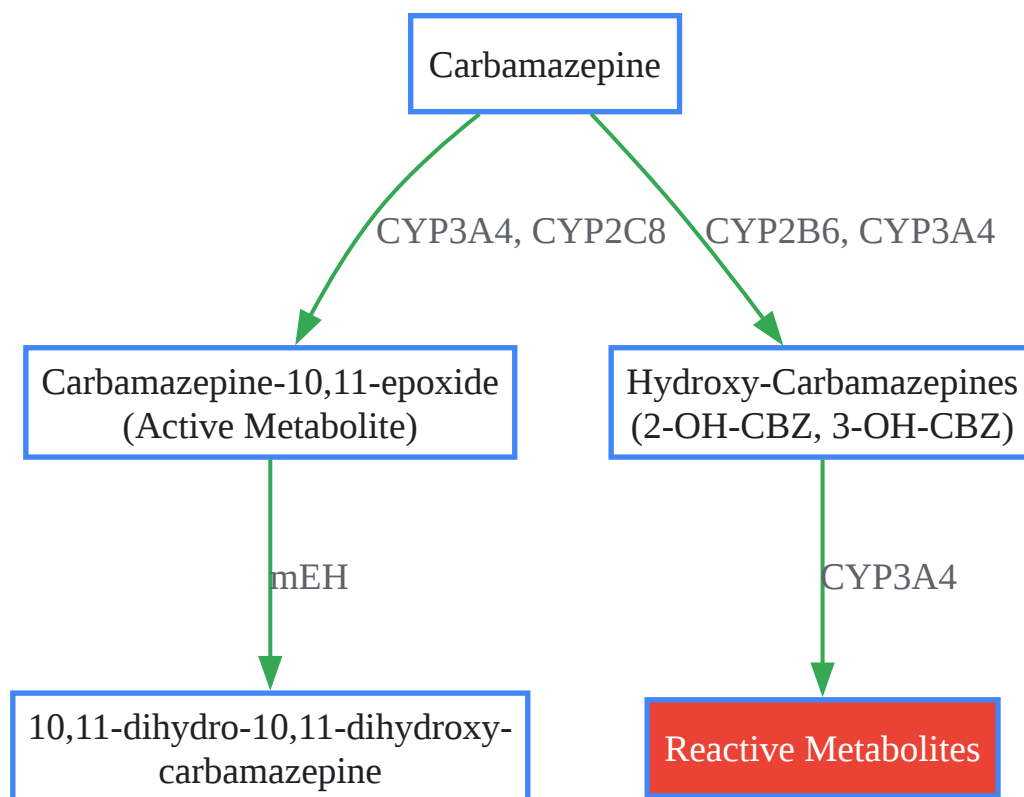 Carbamazepine
CYP3A4, CYP2C8
CYP2B6, CYP3A4
Carbamazepine-10,11-epoxide
(Active Metabolite)
Hydroxy-Carbamazepines
(2-OH-CBZ, 3-OH-CBZ)
mEH
CYP3A4
10,11-dihydro-10,11-dihydroxy-
carbamazepine
Reactive Metabolites